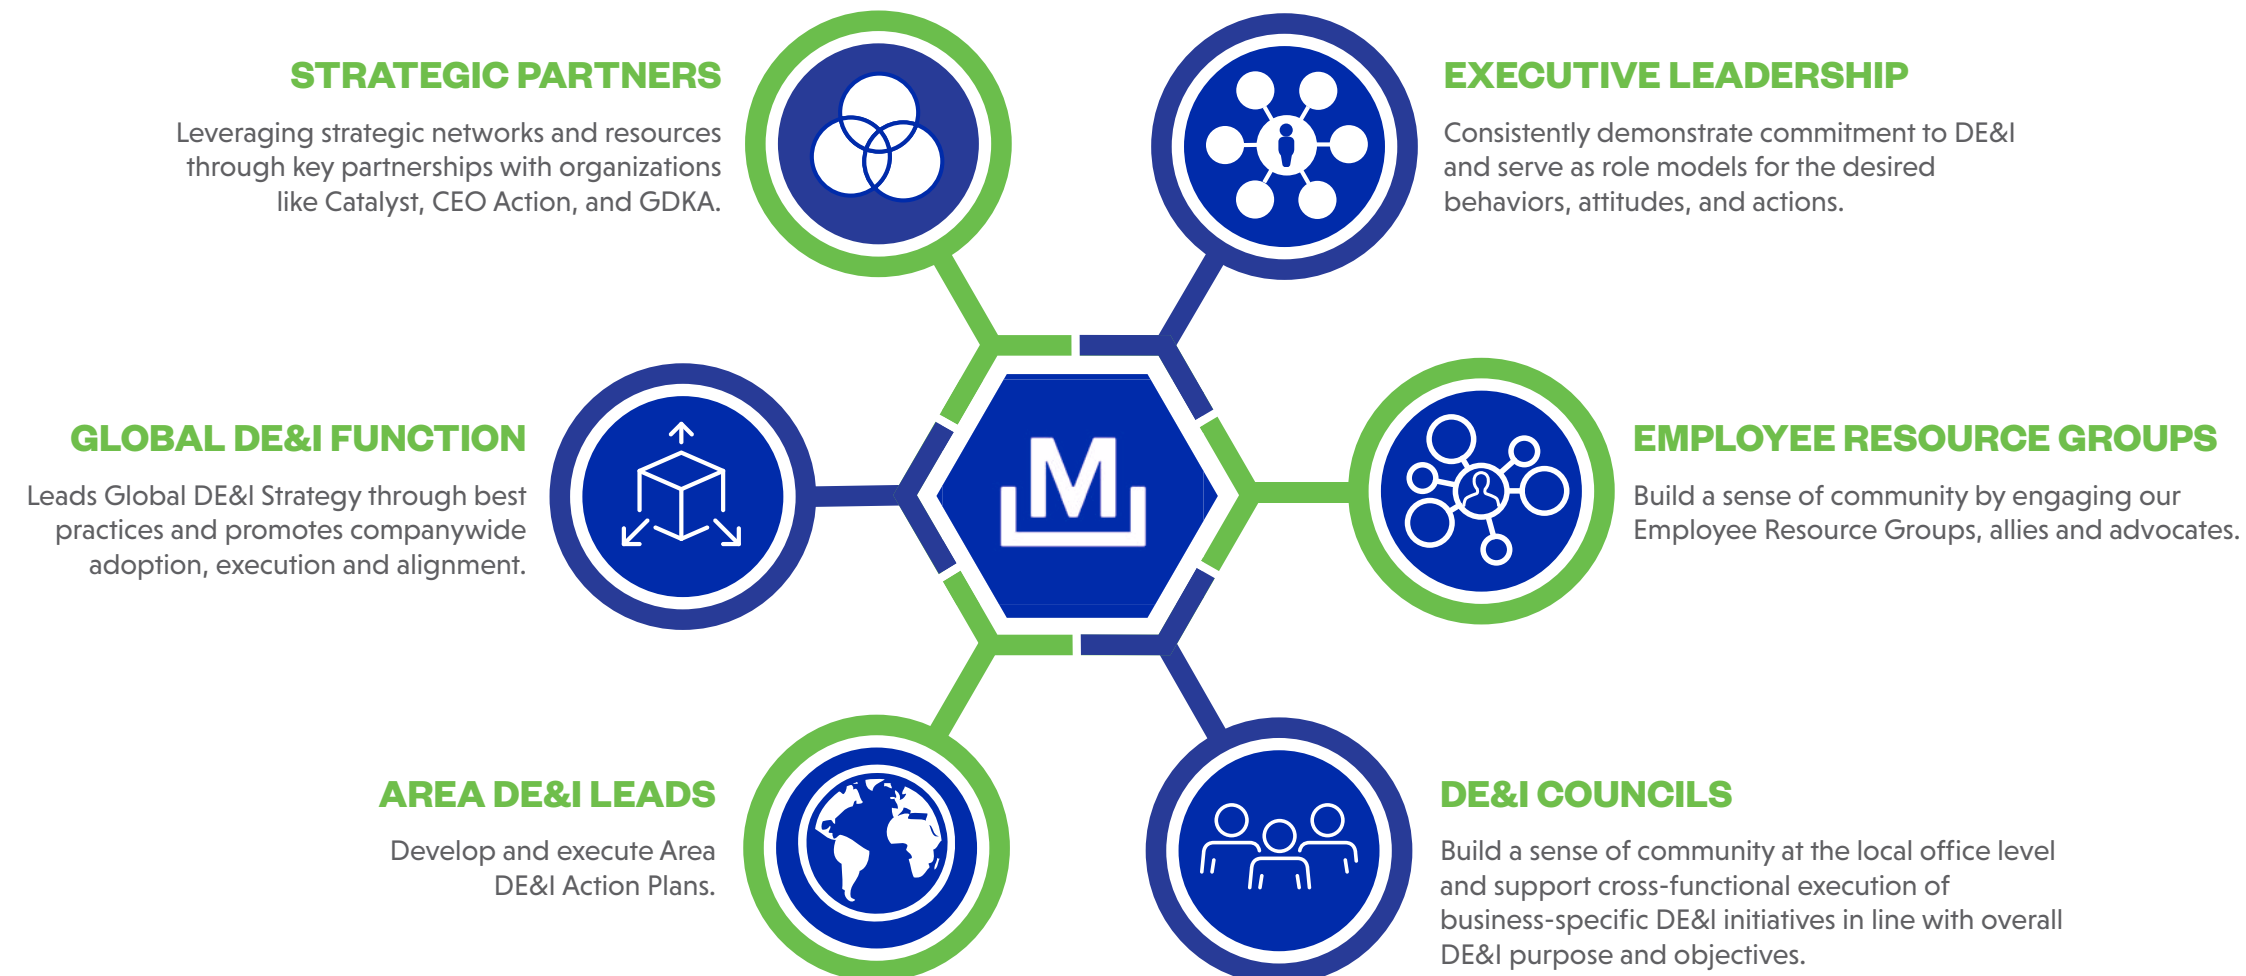 STRATEGIC PARTNERS
Leveraging strategic networks and resources
through key partnerships with organizations
like Catalyst, CEO Action, and GDKA.
EXECUTIVE LEADERSHIP
Consistently demonstrate commitment to DE&I
and serve as role models for the desired
behaviors, attitudes, and actions.
GLOBAL DE&I FUNCTION
Leads Global DE&I Strategy through best
practices and promotes companywide
adoption, execution and alignment.
M
EMPLOYEE RESOURCE GROUPS
Build a sense of community by engaging our
Employee Resource Groups, allies and advocates.
AREA DE&I LEADS
Develop and execute Area
DE&I Action Plans.
DE&I COUNCILS
Build a sense of community at the local office level
and support cross-functional execution of
business-specific DE&I initiatives in line with overall
DE&I purpose and objectives.